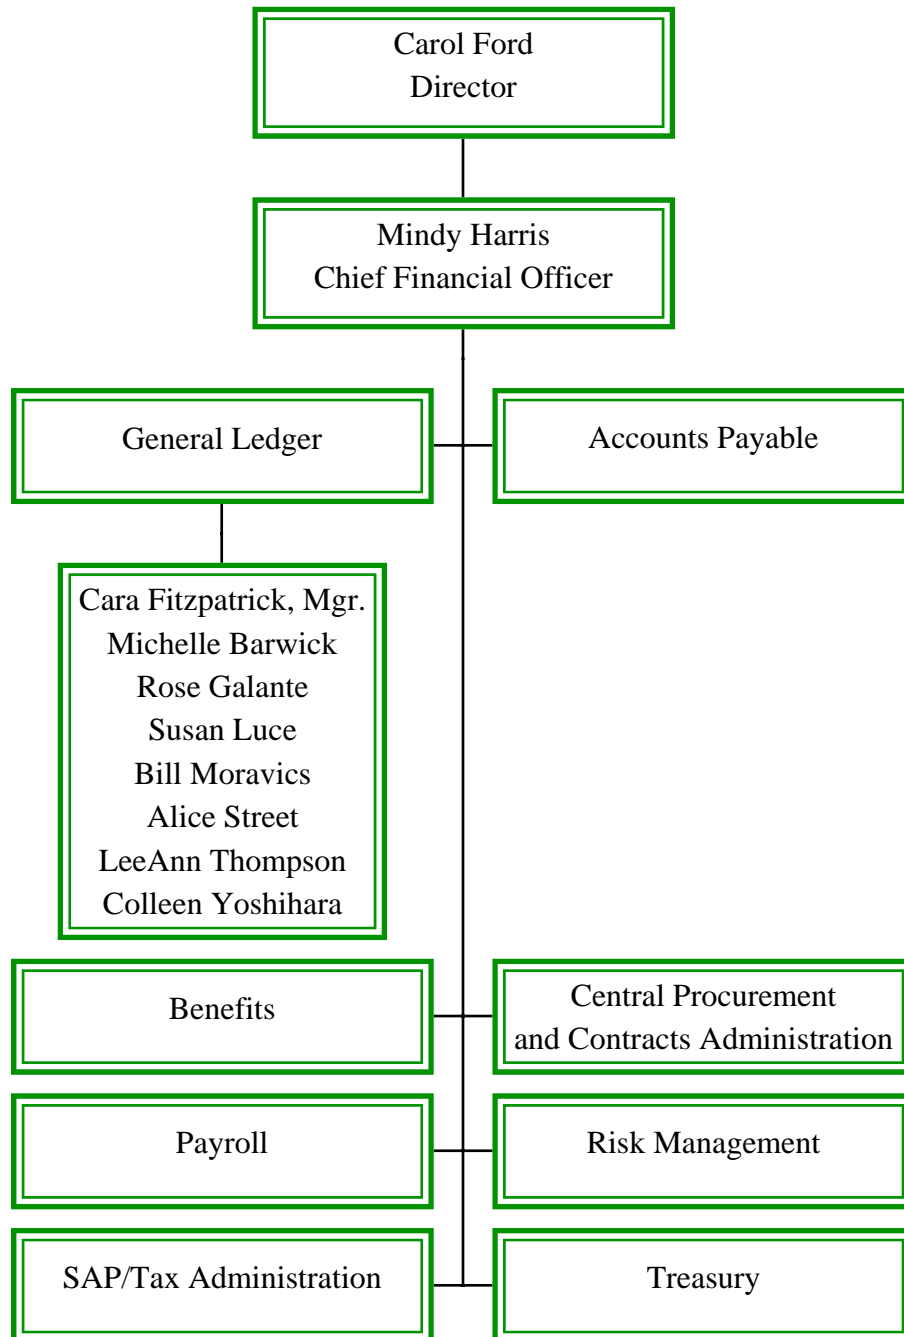 Carol Ford
Director
Mindy Harris
Chief Financial Officer
General Ledger
Accounts Payable
Cara Fitzpatrick, Mgr.
Michelle Barwick
Rose Galante
Susan Luce
Bill Moravics
Alice Street
LeeAnn Thompson
Colleen Yoshihara
Benefits
Central Procurement
and Contracts Administration
Payroll
Risk Management
SAP/Tax Administration
Treasury